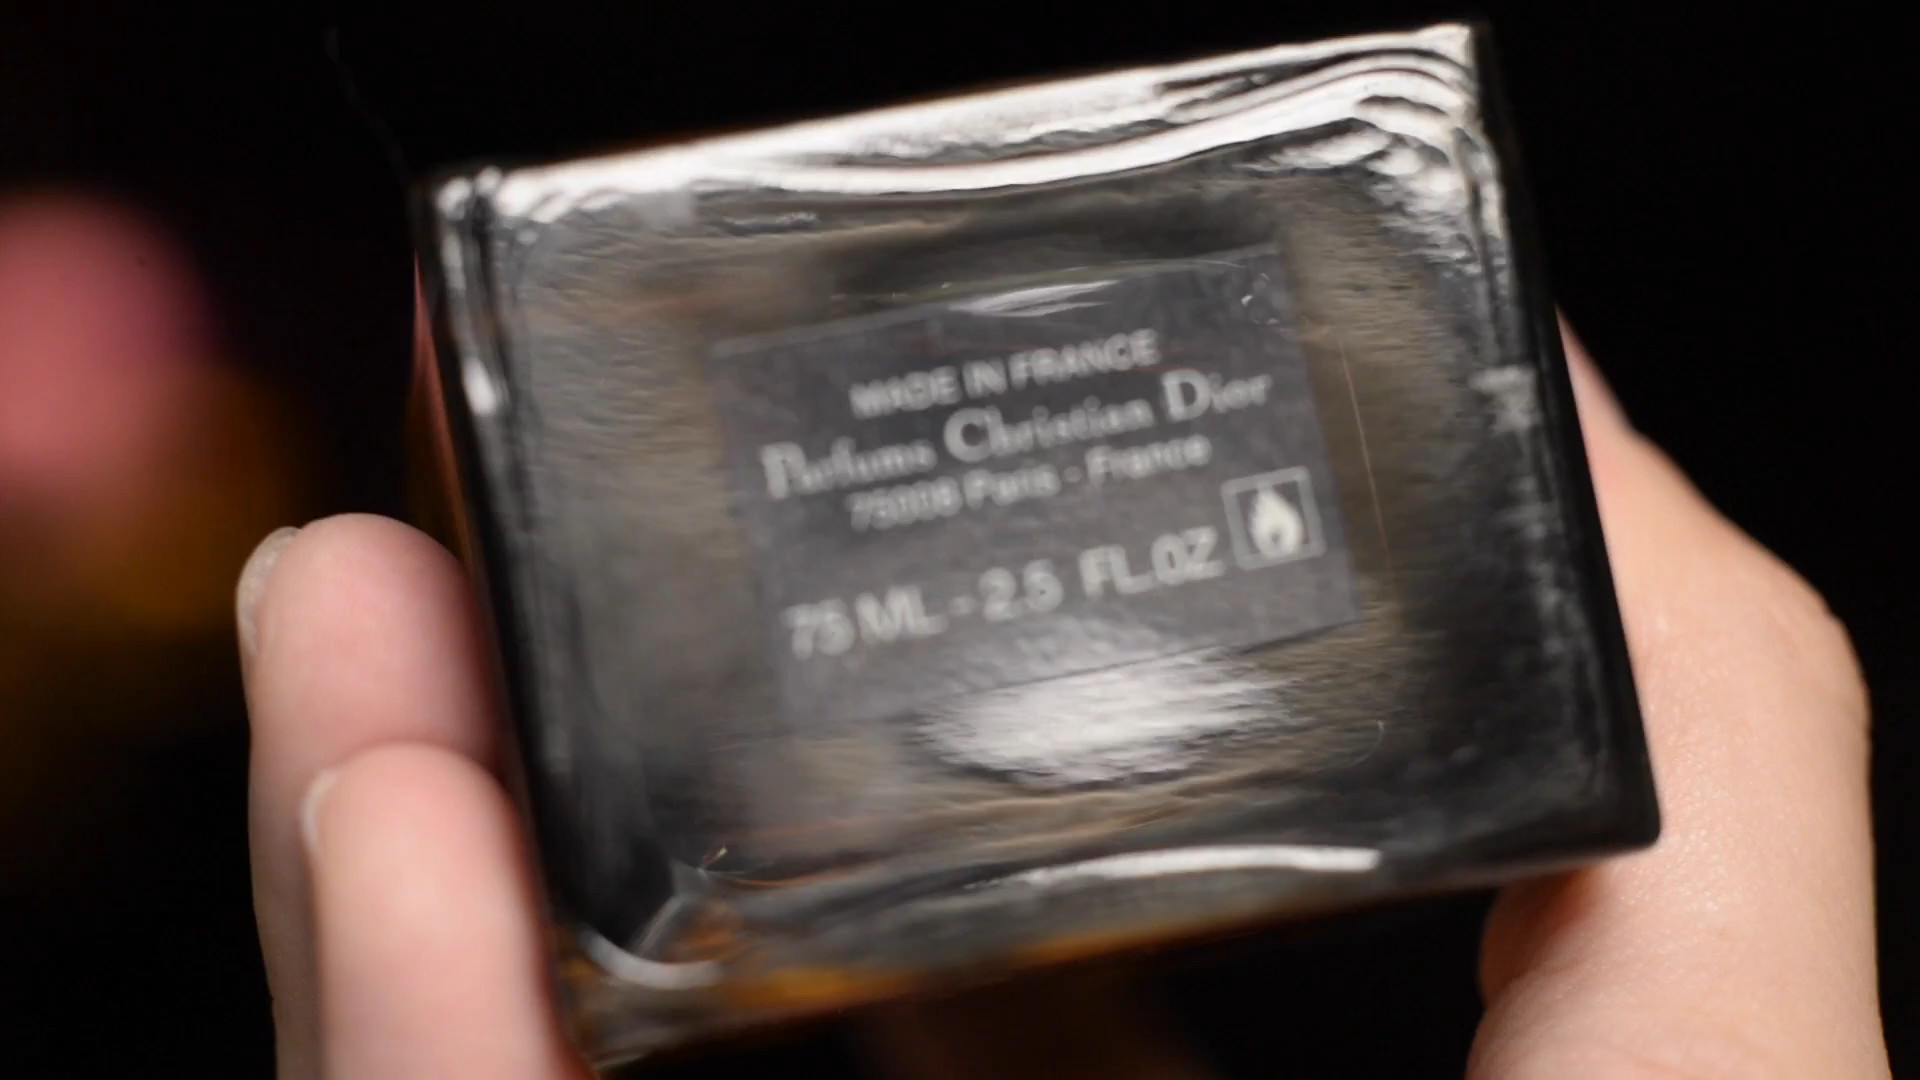 MADE IN FRANCE
Parfums Christian Dior
75008 Paris - France
75 ML - 2.5 FL.OZ